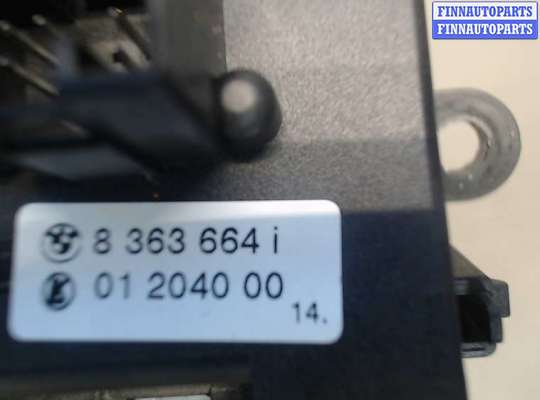 FINNAUTOPARTS
FINNAUTOPARTS
8 363 664 i
01 2040 00
14.